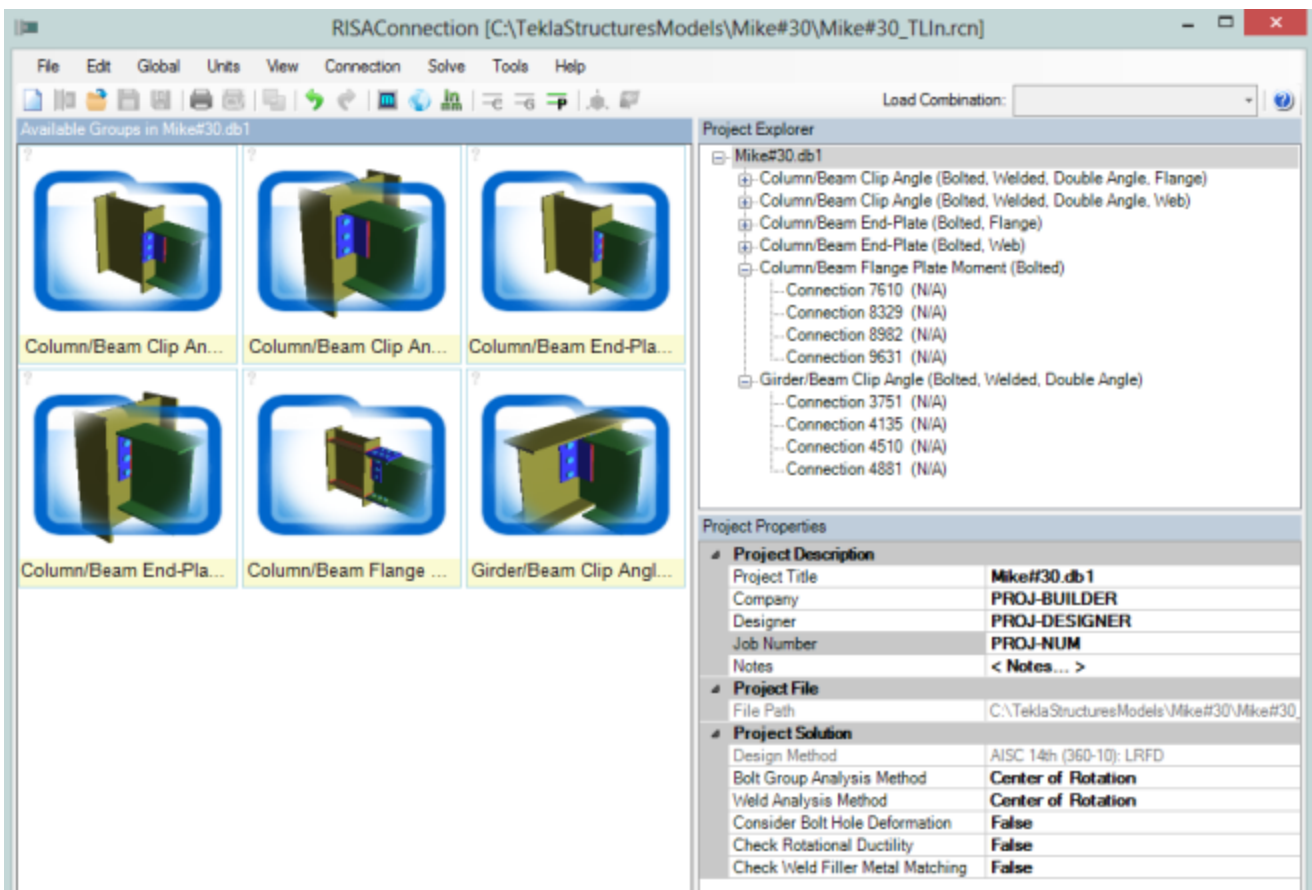 RISAConnection [C:\TeklaStructuresModels\Mike#30\Mike#30_TLIn.rcn]
File Edit Global Units View Connection Solve Tools Help
Load Combination:
Available Groups in Mike#30.db1
Column/Beam Clip An...
Column/Beam Clip An...
Column/Beam End-Pla...
Column/Beam End-Pla...
Column/Beam Flange ...
Girder/Beam Clip Angl...
Project Explorer
Mike#30.db1
Column/Beam Clip Angle (Bolted, Welded, Double Angle, Flange)
Column/Beam Clip Angle (Bolted, Welded, Double Angle, Web)
Column/Beam End-Plate (Bolted, Flange)
Column/Beam End-Plate (Bolted, Web)
Column/Beam Flange Plate Moment (Bolted)
Connection 7610 (N/A)
Connection 8329 (N/A)
Connection 8982 (N/A)
Connection 9631 (N/A)
Girder/Beam Clip Angle (Bolted, Welded, Double Angle)
Connection 3751 (N/A)
Connection 4135 (N/A)
Connection 4510 (N/A)
Connection 4881 (N/A)
Project Properties
Project Description
Project Title Mike#30.db1
Company PROJ-BUILDER
Designer PROJ-DESIGNER
Job Number PROJ-NUM
Notes < Notes... >
Project File
File Path C:\TeklaStructuresModels\Mike#30\Mike#30_
Project Solution
Design Method AISC 14th (360-10): LRFD
Bolt Group Analysis Method Center of Rotation
Weld Analysis Method Center of Rotation
Consider Bolt Hole Deformation False
Check Rotational Ductility False
Check Weld Filler Metal Matching False